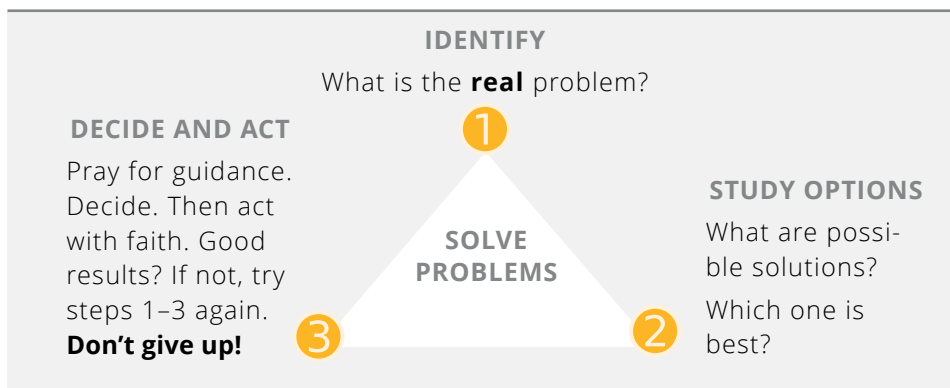 IDENTIFY
What is the real problem?
1
DECIDE AND ACT
Pray for guidance.
Decide. Then act
with faith. Good
results? If not, try
steps 1–3 again.
Don’t give up!
3
SOLVE
PROBLEMS
STUDY OPTIONS
What are possi-
ble solutions?
Which one is
best?
2